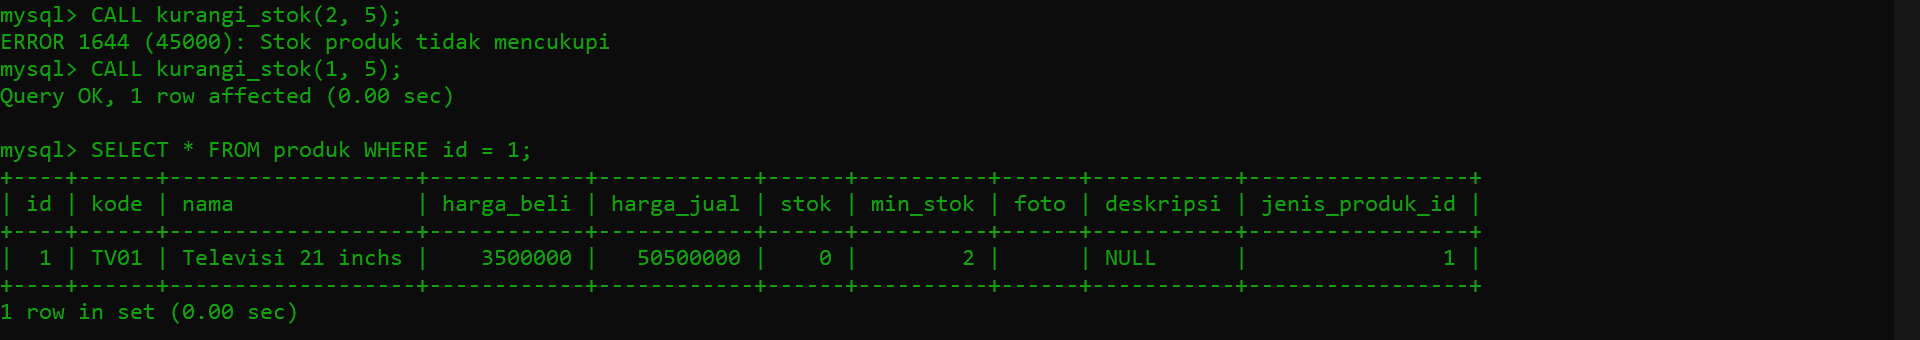 mysql> CALL kurangi_stok(2, 5);
ERROR 1644 (45000): Stok produk tidak mencukupi
mysql> CALL kurangi_stok(1, 5);
Query OK, 1 row affected (0.00 sec)

mysql> SELECT * FROM produk WHERE id = 1;
+----+------+-------------------+------------+------------+------+----------+------+-----------+-----------------+
| id | kode | nama              | harga_beli | harga_jual | stok | min_stok | foto | deskripsi | jenis_produk_id |
+----+------+-------------------+------------+------------+------+----------+------+-----------+-----------------+
|  1 | TV01 | Televisi 21 inchs |    3500000 |   50500000 |    0 |        2 |      | NULL      |               1 |
+----+------+-------------------+------------+------------+------+----------+------+-----------+-----------------+
1 row in set (0.00 sec)